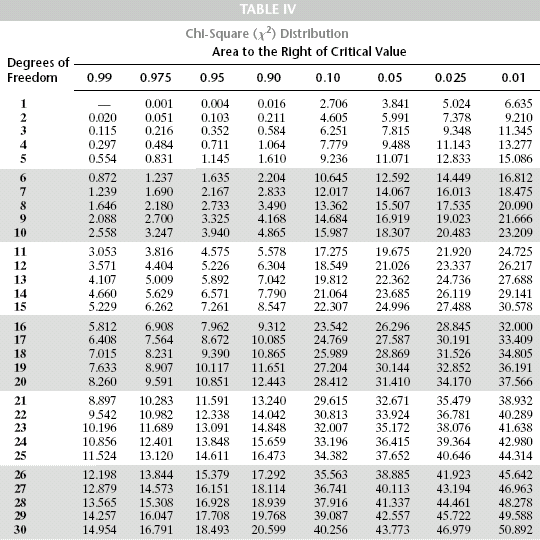 TABLE IV
Chi-Square (χ²) Distribution
Area to the Right of Critical Value
Degrees of
Freedom 0.99 0.975 0.95 0.90 0.10 0.05 0.025 0.01
1 — 0.001 0.004 0.016 2.706 3.841 5.024 6.635
2 0.020 0.051 0.103 0.211 4.605 5.991 7.378 9.210
3 0.115 0.216 0.352 0.584 6.251 7.815 9.348 11.345
4 0.297 0.484 0.711 1.064 7.779 9.488 11.143 13.277
5 0.554 0.831 1.145 1.610 9.236 11.071 12.833 15.086
6 0.872 1.237 1.635 2.204 10.645 12.592 14.449 16.812
7 1.239 1.690 2.167 2.833 12.017 14.067 16.013 18.475
8 1.646 2.180 2.733 3.490 13.362 15.507 17.535 20.090
9 2.088 2.700 3.325 4.168 14.684 16.919 19.023 21.666
10 2.558 3.247 3.940 4.865 15.987 18.307 20.483 23.209
11 3.053 3.816 4.575 5.578 17.275 19.675 21.920 24.725
12 3.571 4.404 5.226 6.304 18.549 21.026 23.337 26.217
13 4.107 5.009 5.892 7.042 19.812 22.362 24.736 27.688
14 4.660 5.629 6.571 7.790 21.064 23.685 26.119 29.141
15 5.229 6.262 7.261 8.547 22.307 24.996 27.488 30.578
16 5.812 6.908 7.962 9.312 23.542 26.296 28.845 32.000
17 6.408 7.564 8.672 10.085 24.769 27.587 30.191 33.409
18 7.015 8.231 9.390 10.865 25.989 28.869 31.526 34.805
19 7.633 8.907 10.117 11.651 27.204 30.144 32.852 36.191
20 8.260 9.591 10.851 12.443 28.412 31.410 34.170 37.566
21 8.897 10.283 11.591 13.240 29.615 32.671 35.479 38.932
22 9.542 10.982 12.338 14.042 30.813 33.924 36.781 40.289
23 10.196 11.689 13.091 14.848 32.007 35.172 38.076 41.638
24 10.856 12.401 13.848 15.659 33.196 36.415 39.364 42.980
25 11.524 13.120 14.611 16.473 34.382 37.652 40.646 44.314
26 12.198 13.844 15.379 17.292 35.563 38.885 41.923 45.642
27 12.879 14.573 16.151 18.114 36.741 40.113 43.194 46.963
28 13.565 15.308 16.928 18.939 37.916 41.337 44.461 48.278
29 14.257 16.047 17.708 19.768 39.087 42.557 45.722 49.588
30 14.954 16.791 18.493 20.599 40.256 43.773 46.979 50.892